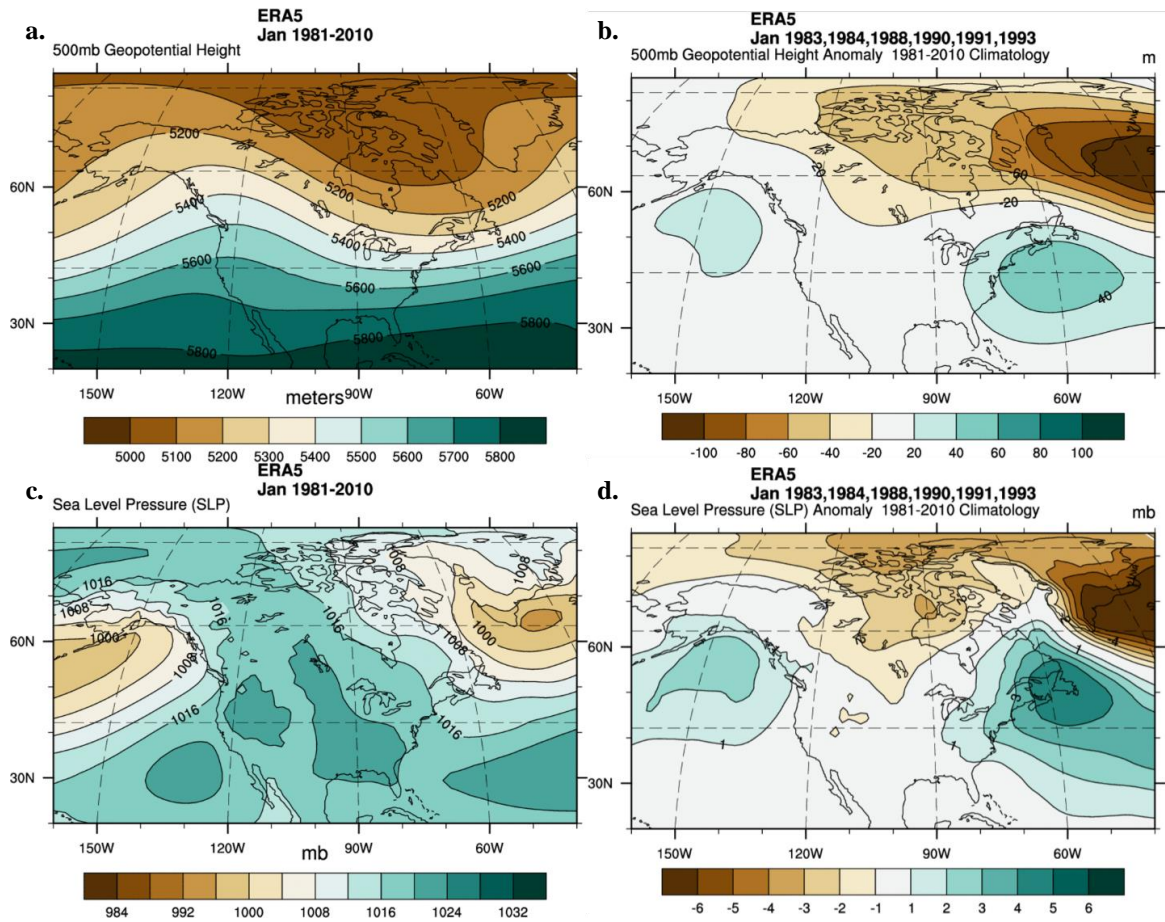 a.
ERA5
Jan 1981-2010
500mb Geopotential Height
5200
5400
5600
5800
5200
5400
5600
5800
5200
5400
5600
5800
60N
30N
150W
120W
meters
90W
60W
5000 5100 5200 5300 5400 5500 5600 5700 5800
b.
ERA5
Jan 1983,1984,1988,1990,1991,1993
500mb Geopotential Height Anomaly 1981-2010 Climatology
m
-20
-60
-20
40
60N
30N
150W
120W
90W
60W
-100 -80 -60 -40 -20 20 40 60 80 100
c.
ERA5
Jan 1981-2010
Sea Level Pressure (SLP)
1016
1008
1000
1008
1016
1016
1016
1008
1008
1000
1008
1016
60N
30N
150W
120W
mb
90W
60W
984 992 1000 1008 1016 1024 1032
d.
ERA5
Jan 1983,1984,1988,1990,1991,1993
Sea Level Pressure (SLP) Anomaly 1981-2010 Climatology
mb
1
1
1
3
60N
30N
150W
120W
90W
60W
-6 -5 -4 -3 -2 -1 1 2 3 4 5 6